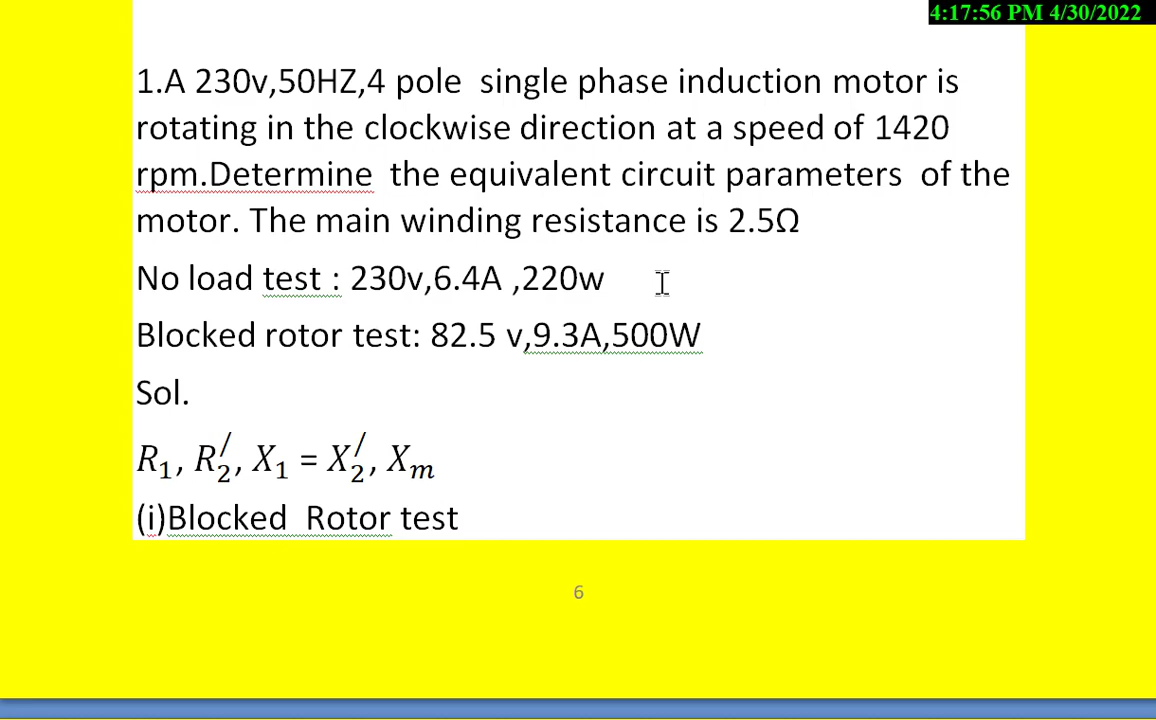 4:17:56 PM 4/30/2022
1.A 230v,50HZ,4 pole  single phase induction motor is
rotating in the clockwise direction at a speed of 1420
rpm.Determine  the equivalent circuit parameters  of the
motor. The main winding resistance is 2.5Ω
No load test : 230v,6.4A ,220w
Blocked rotor test: 82.5 v,9.3A,500W
Sol.
R₁, R₂′, X₁ = X₂′, Xₘ
(i)Blocked  Rotor test
6